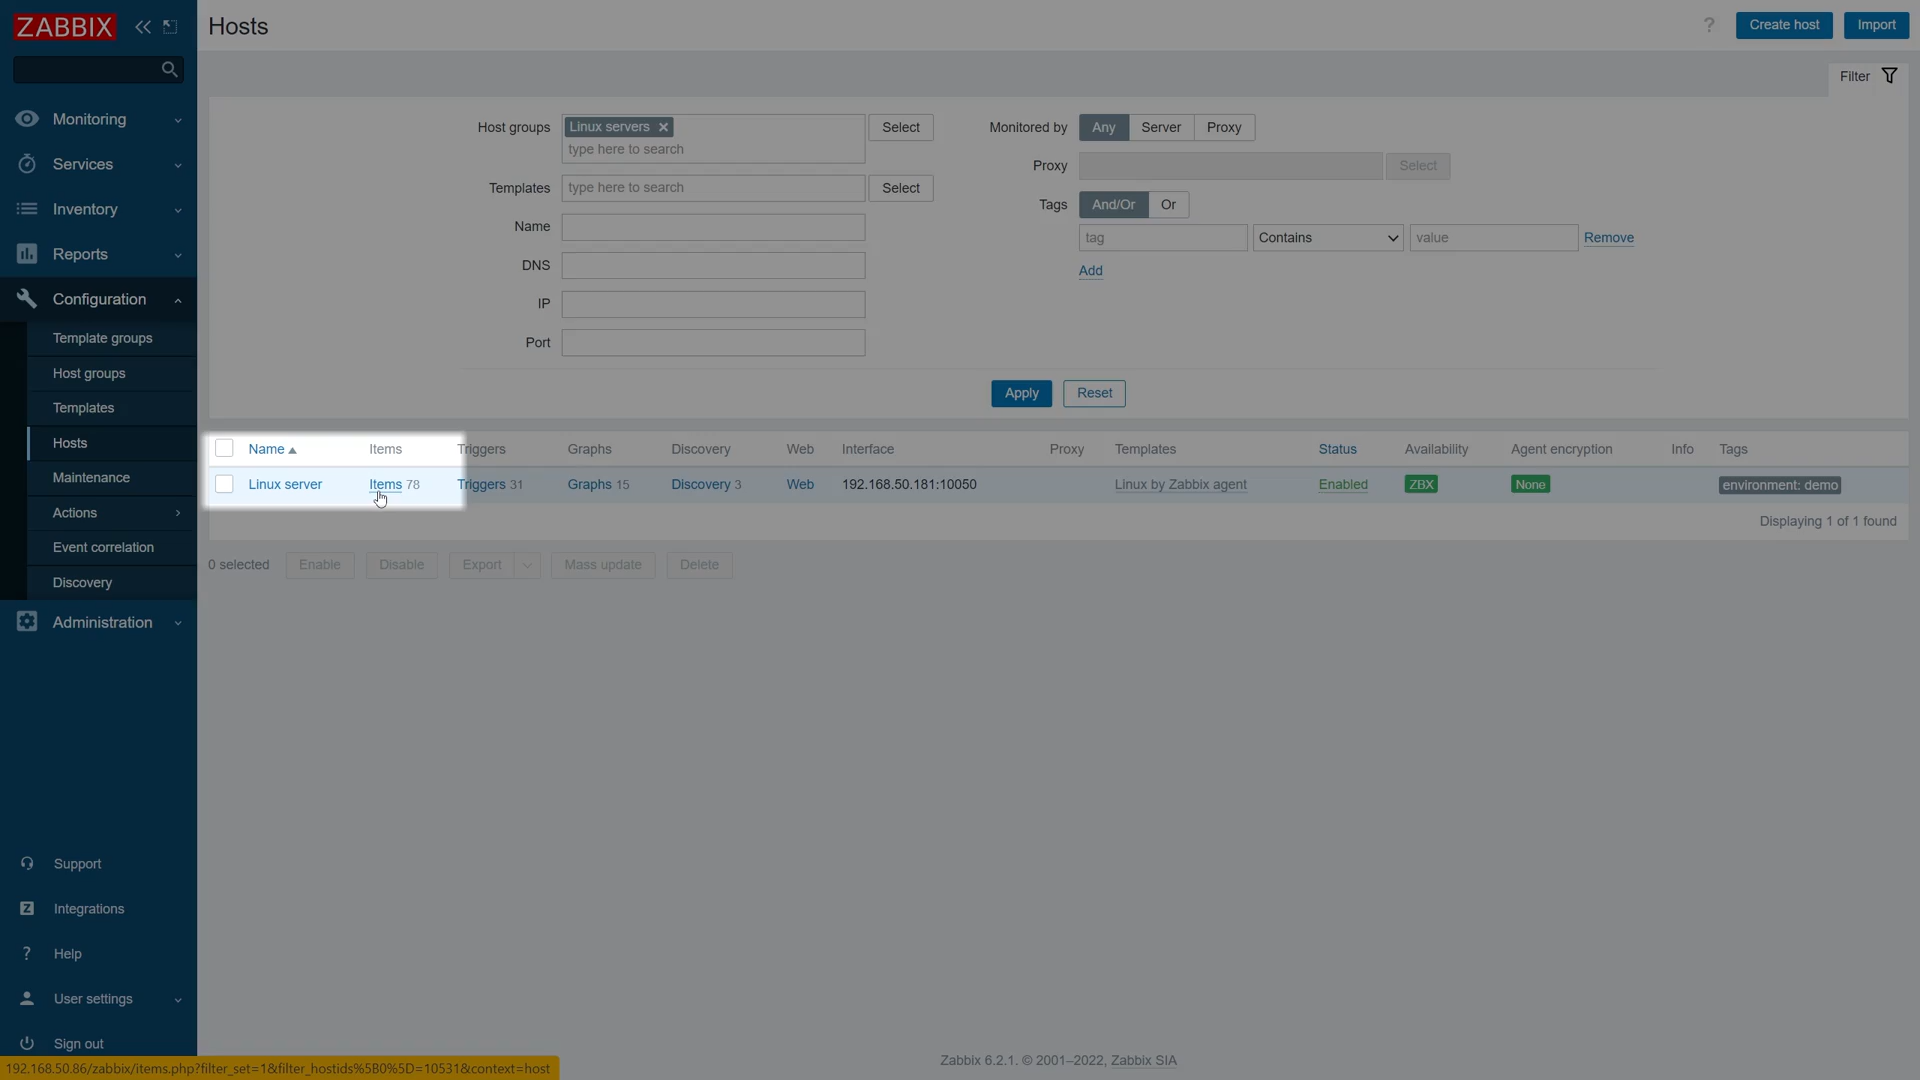 ZABBIX
Hosts
?
Create host
Import
Filter
Monitoring
Services
Inventory
Reports
Configuration
Template groups
Host groups
Templates
Hosts
Maintenance
Actions
Event correlation
Discovery
Administration
Support
Integrations
Help
User settings
Sign out
Host groups
Linux servers
type here to search
Select
Templates
type here to search
Select
Name
DNS
IP
Port
Monitored by Any Server Proxy
Proxy
Select
Tags And/Or Or
tag Contains value Remove
Add
Apply Reset
Name Items Triggers Graphs Discovery Web Interface Proxy Templates Status Availability Agent encryption Info Tags
Linux server Items 78 Triggers 31 Graphs 15 Discovery 3 Web 192.168.50.181:10050 Linux by Zabbix agent Enabled ZBX None environment: demo
Displaying 1 of 1 found
0 selected Enable Disable Export Mass update Delete
Zabbix 6.2.1. © 2001–2022, Zabbix SIA
192.168.50.86/zabbix/items.php?filter_set=1&filter_hostids%5B0%5D=10531&context=host